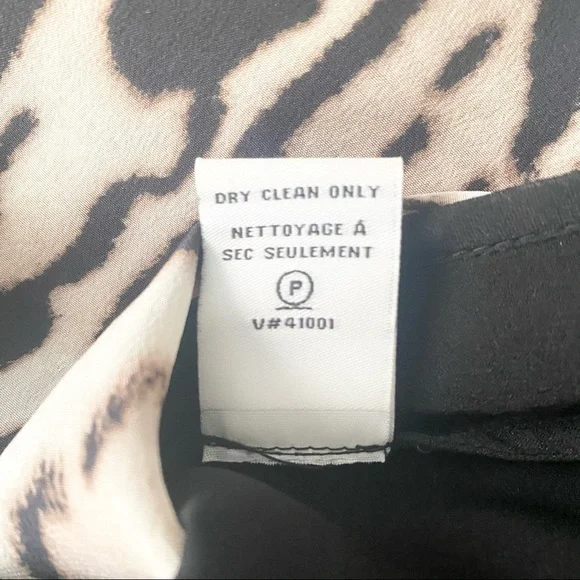 DRY CLEAN ONLY
NETTOYAGE Á
SEC SEULEMENT
P
V#41001